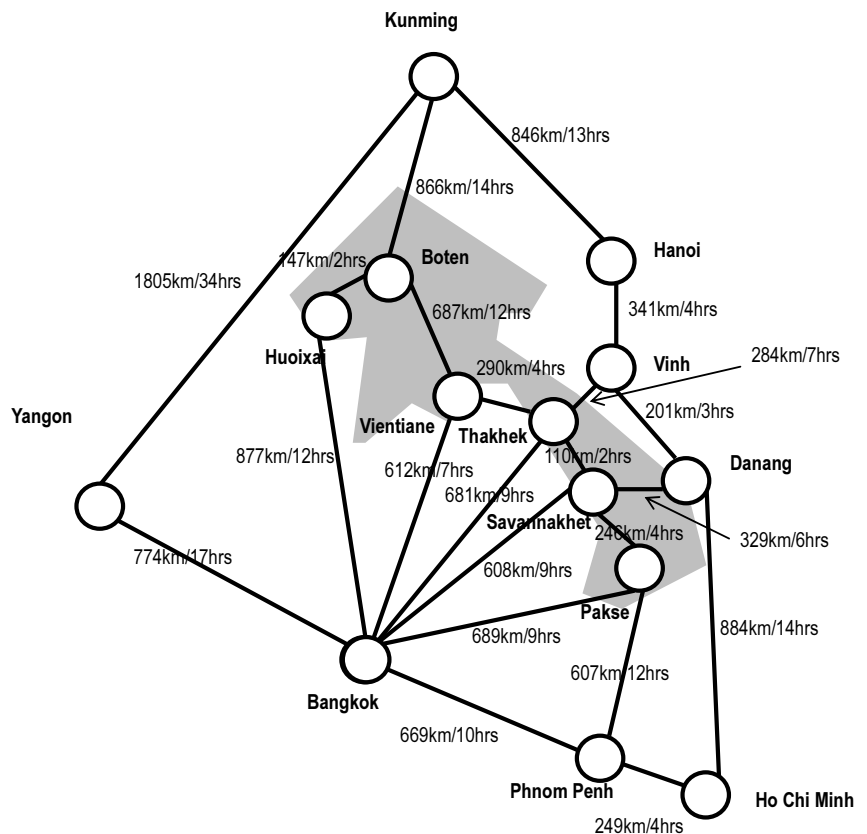 Kunming
846km/13hrs
866km/14hrs
Hanoi
Boten
147km/2hrs
1805km/34hrs
687km/12hrs
341km/4hrs
Huoixai
290km/4hrs
Vinh
284km/7hrs
Yangon
201km/3hrs
Vientiane
Thakhek
877km/12hrs
612km/7hrs
110km/2hrs
Danang
681km/9hrs
Savannakhet
246km/4hrs
329km/6hrs
774km/17hrs
608km/9hrs
Pakse
689km/9hrs
884km/14hrs
607km/12hrs
Bangkok
669km/10hrs
Phnom Penh
Ho Chi Minh
249km/4hrs